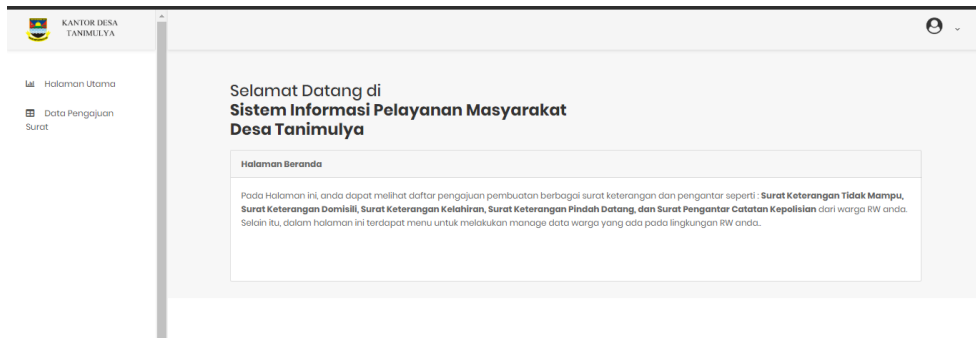 KANTOR DESA
TANIMULYA
Halaman Utama
Data Pengajuan
Surat
Selamat Datang di
Sistem Informasi Pelayanan Masyarakat
Desa Tanimulya
Halaman Beranda
Pada Halaman ini, anda dapat melihat daftar pengajuan pembuatan berbagai surat keterangan dan pengantar seperti : Surat Keterangan Tidak Mampu,
Surat Keterangan Domisili, Surat Keterangan Kelahiran, Surat Keterangan Pindah Datang, dan Surat Pengantar Catatan Kepolisian dari warga RW anda.
Selain itu, dalam halaman ini terdapat menu untuk melakukan manage data warga yang ada pada lingkungan RW anda..